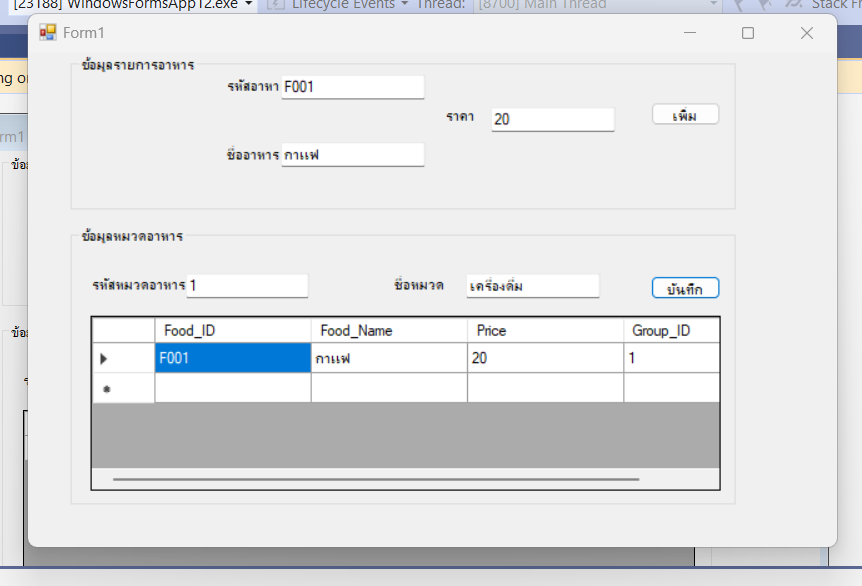 [23188] WindowsFormsApp12.exe Lifecycle Events Thread: [8700] Main Thread Stack Fr
Form1
ng o
rm1
ข้อมูลรายการอาหาร
รหัสอาหา F001
ราคา 20 เพิ่ม
ชื่ออาหาร กาแฟ
ข้อมูลหมวดอาหาร
รหัสหมวดอาหาร 1 ชื่อหมวด เครื่องดื่ม บันทึก
Food_ID Food_Name Price Group_ID
F001 กาแฟ 20 1